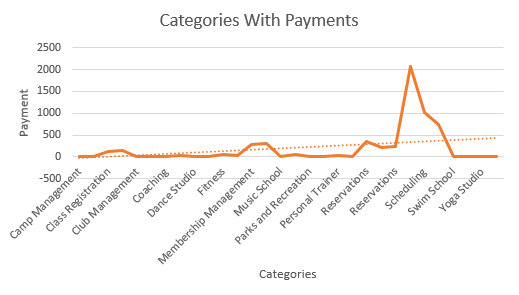 Categories With Payments
2500
2000
1500
1000
500
0
-500
Payment
Camp Management
Class Registration
Club Management
Coaching
Dance Studio
Fitness
Membership Management
Music School
Parks and Recreation
Personal Trainer
Reservations
Reservations
Scheduling
Swim School
Yoga Studio
Categories